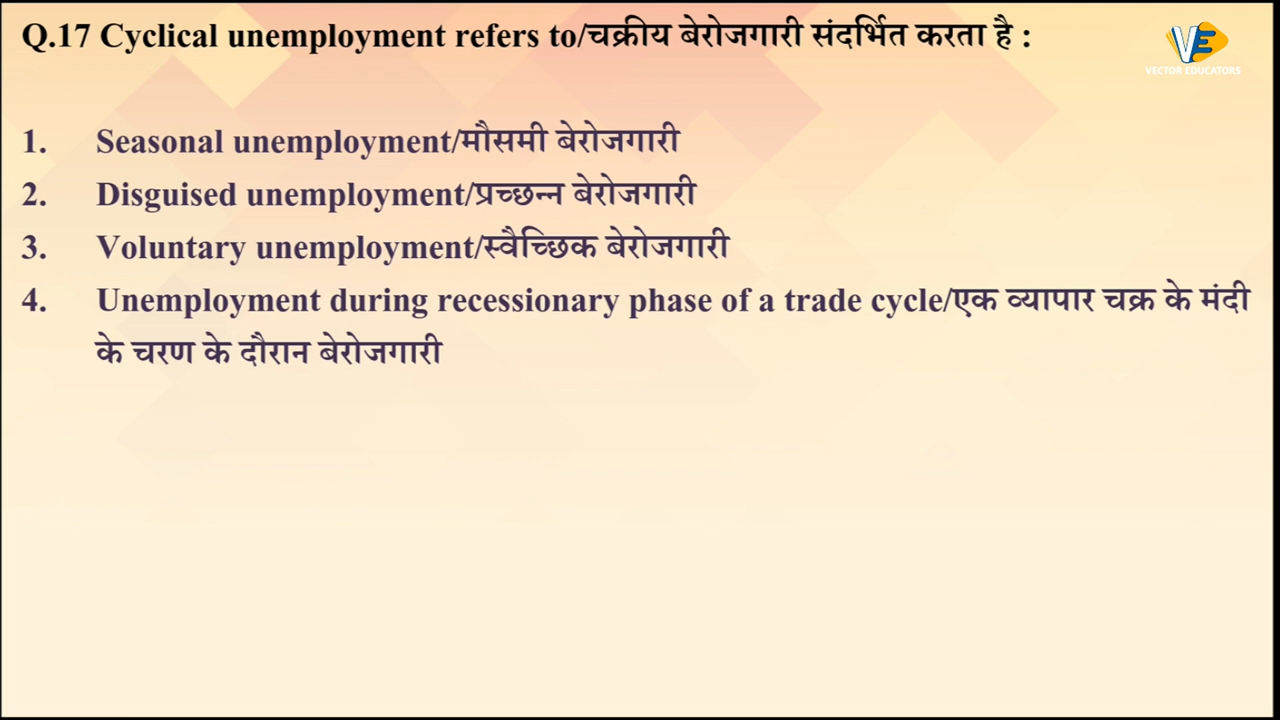 Q.17 Cyclical unemployment refers to/चक्रीय बेरोजगारी संदर्भित करता है :
VE
VECTOR EDUCATORS
1. Seasonal unemployment/मौसमी बेरोजगारी
2. Disguised unemployment/प्रच्छन्न बेरोजगारी
3. Voluntary unemployment/स्वैच्छिक बेरोजगारी
4. Unemployment during recessionary phase of a trade cycle/एक व्यापार चक्र के मंदी
के चरण के दौरान बेरोजगारी